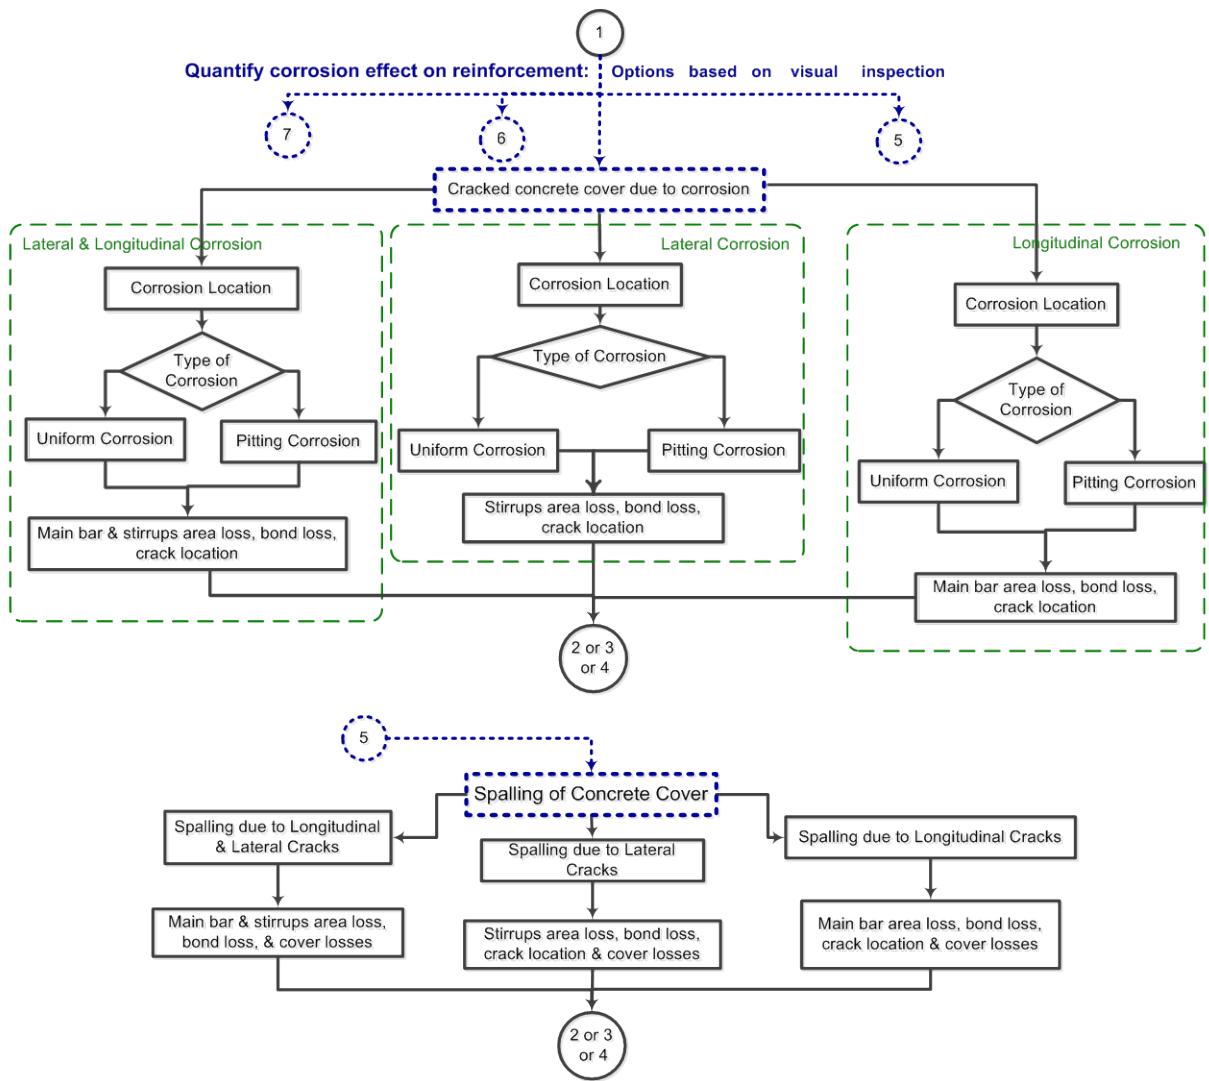 1
Quantify corrosion effect on reinforcement: Options based on visual inspection
7
6
5
Cracked concrete cover due to corrosion
Lateral & Longitudinal Corrosion
Corrosion Location
Type of
Corrosion
Uniform Corrosion
Pitting Corrosion
Main bar & stirrups area loss, bond loss,
crack location
Lateral Corrosion
Corrosion Location
Type of Corrosion
Uniform Corrosion
Pitting Corrosion
Stirrups area loss, bond loss,
crack location
Longitudinal Corrosion
Corrosion Location
Type of
Corrosion
Uniform Corrosion
Pitting Corrosion
Main bar area loss, bond loss,
crack location
2 or 3
or 4
5
Spalling of Concrete Cover
Spalling due to Longitudinal
& Lateral Cracks
Main bar & stirrups area loss,
bond loss, & cover losses
Spalling due to Lateral
Cracks
Stirrups area loss, bond loss,
crack location & cover losses
Spalling due to Longitudinal Cracks
Main bar area loss, bond loss,
crack location & cover losses
2 or 3
or 4